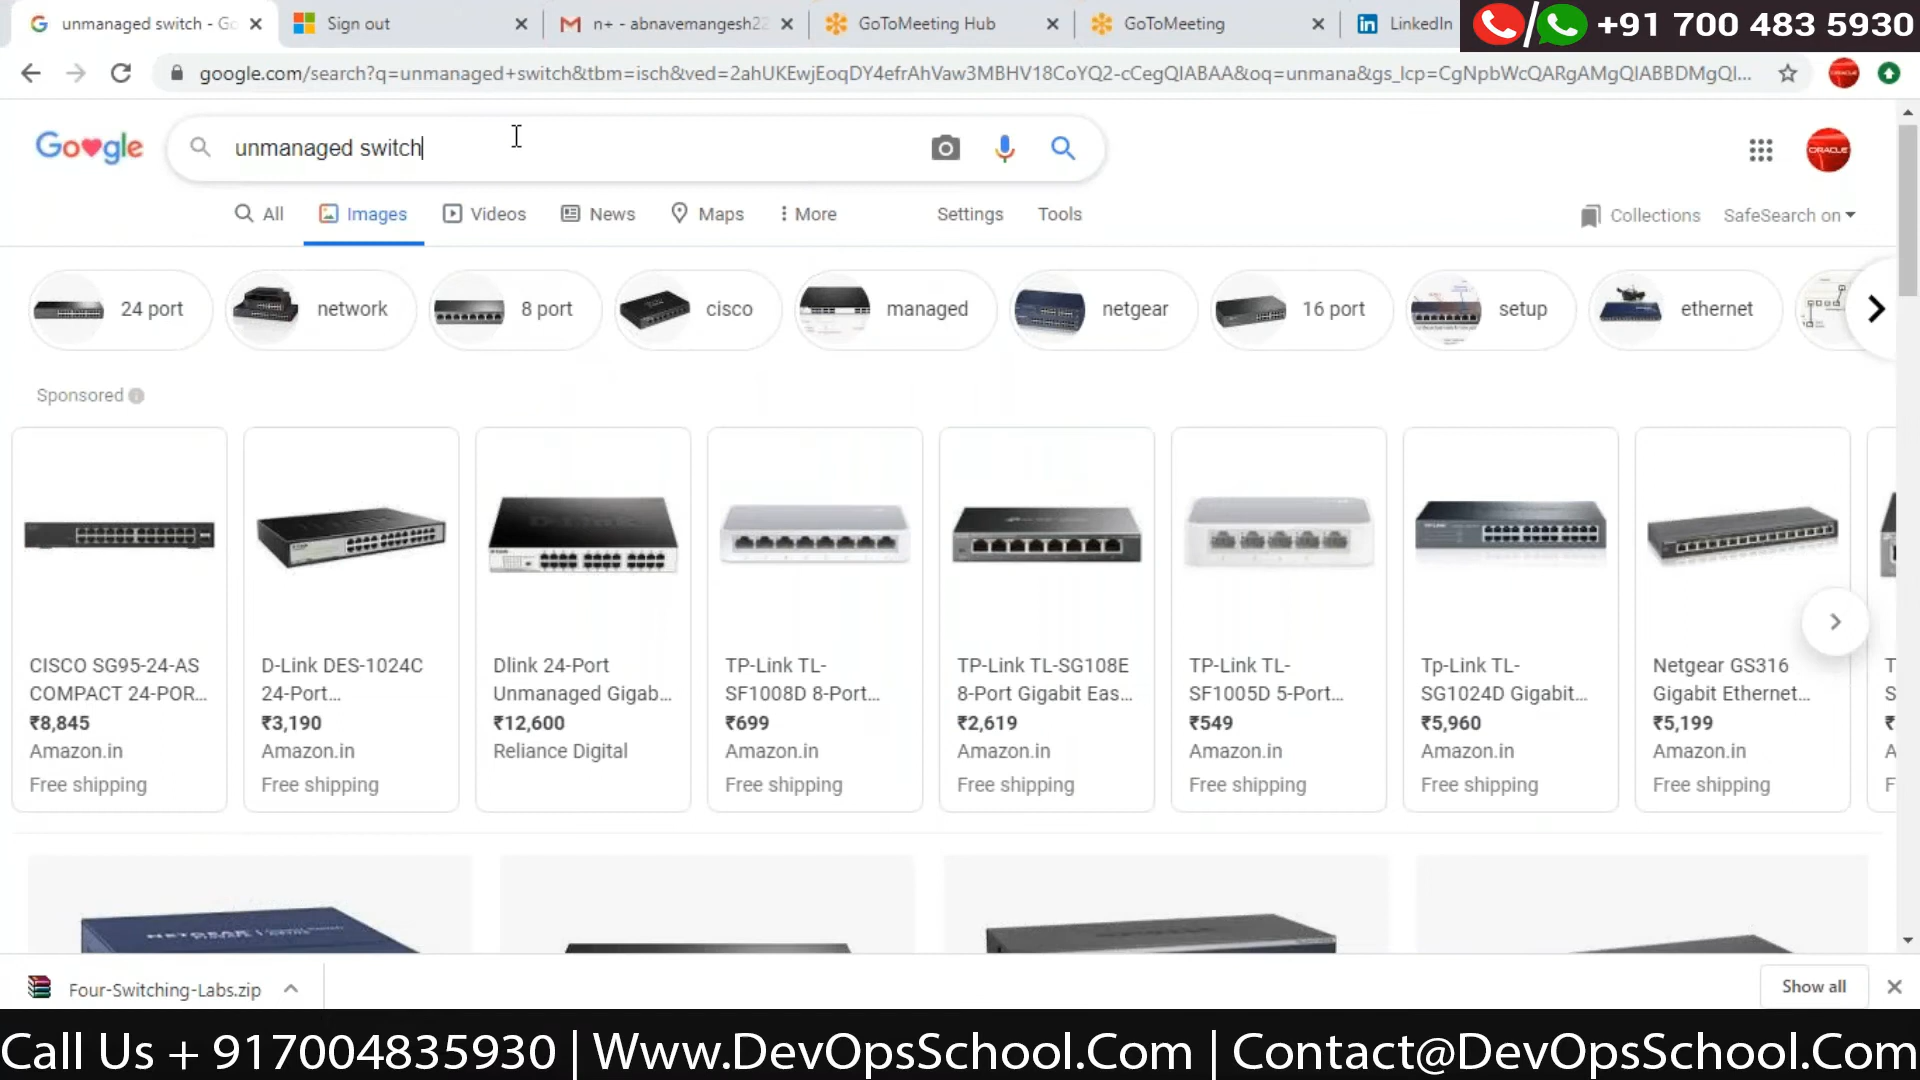 unmanaged switch - Go
Sign out
n+ - abnavemangesh22
GoToMeeting Hub
GoToMeeting
LinkedIn
+91 700 483 5930
google.com/search?q=unmanaged+switch&tbm=isch&ved=2ahUKEwjEoqDY4efrAhVaw3MBHV18CoYQ2-cCegQIABAA&oq=unmana&gs_lcp=CgNpbWcQARgAMgQIABBDMgQI...
Google
unmanaged switch
ORACLE
All
Images
Videos
News
Maps
More
Settings
Tools
Collections
SafeSearch on
24 port
network
8 port
cisco
managed
netgear
16 port
setup
ethernet
Sponsored
CISCO SG95-24-AS
COMPACT 24-POR...
₹8,845
Amazon.in
Free shipping
D-Link DES-1024C
24-Port...
₹3,190
Amazon.in
Free shipping
D-Link
Dlink 24-Port
Unmanaged Gigab...
₹12,600
Reliance Digital
TP-Link TL-
SF1008D 8-Port...
₹699
Amazon.in
Free shipping
TP-Link TL-SG108E
8-Port Gigabit Eas...
₹2,619
Amazon.in
Free shipping
TP-Link TL-
SF1005D 5-Port...
₹549
Amazon.in
Free shipping
TP-LINK
Tp-Link TL-
SG1024D Gigabit...
₹5,960
Amazon.in
Free shipping
Netgear GS316
Gigabit Ethernet...
₹5,199
Amazon.in
Free shipping
T
S
₹
A
F
NETGEAR
Four-Switching-Labs.zip
Show all
Call Us + 917004835930 | Www.DevOpsSchool.Com | Contact@DevOpsSchool.Com